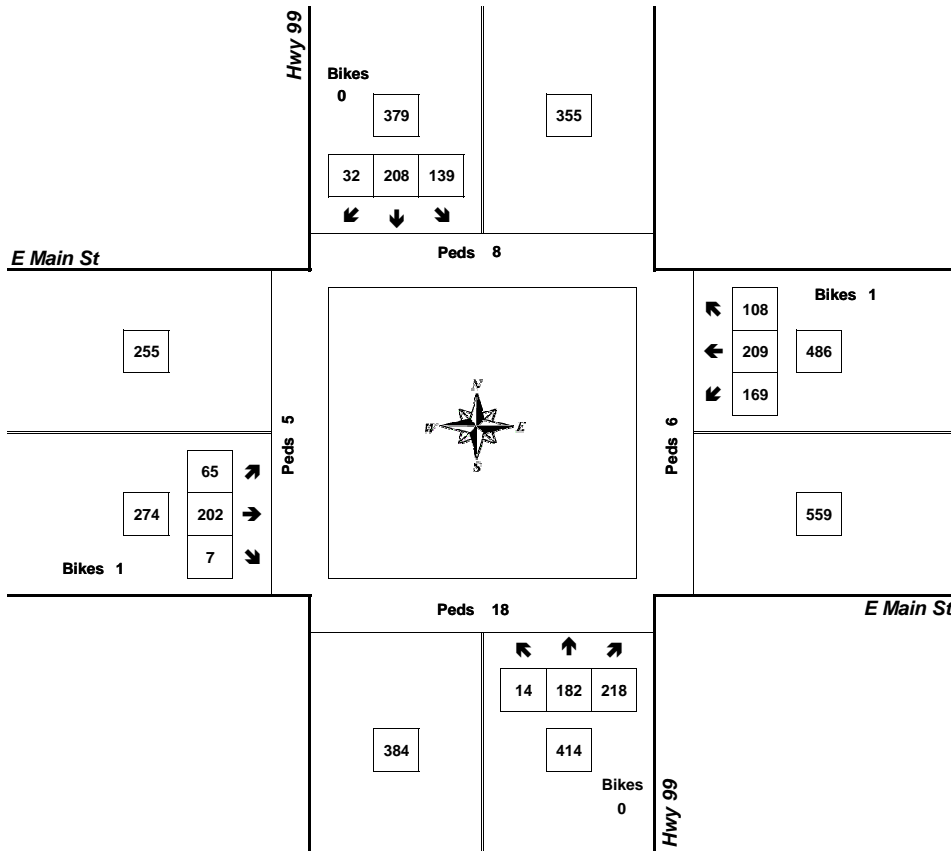 Hwy 99
Bikes
0
379
355
32 208 139
Peds 8
E Main St
Bikes 1
108
255
209
486
169
N
W E
S
Peds 5
Peds 6
65
274
202
559
7
Bikes 1
Peds 18
E Main St
14 182 218
384
414
Bikes
0
Hwy 99